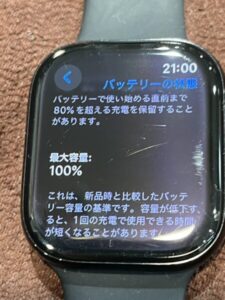 21:00
バッテリーの状態
バッテリーで使い始める直前まで
80%を超える充電を保留すること
があります。
最大容量:
100%
これは、新品時と比較したバッテ
リー容量の基準です。容量が低下す
ると、1回の充電で使用できる時間
が短くなることがあります。